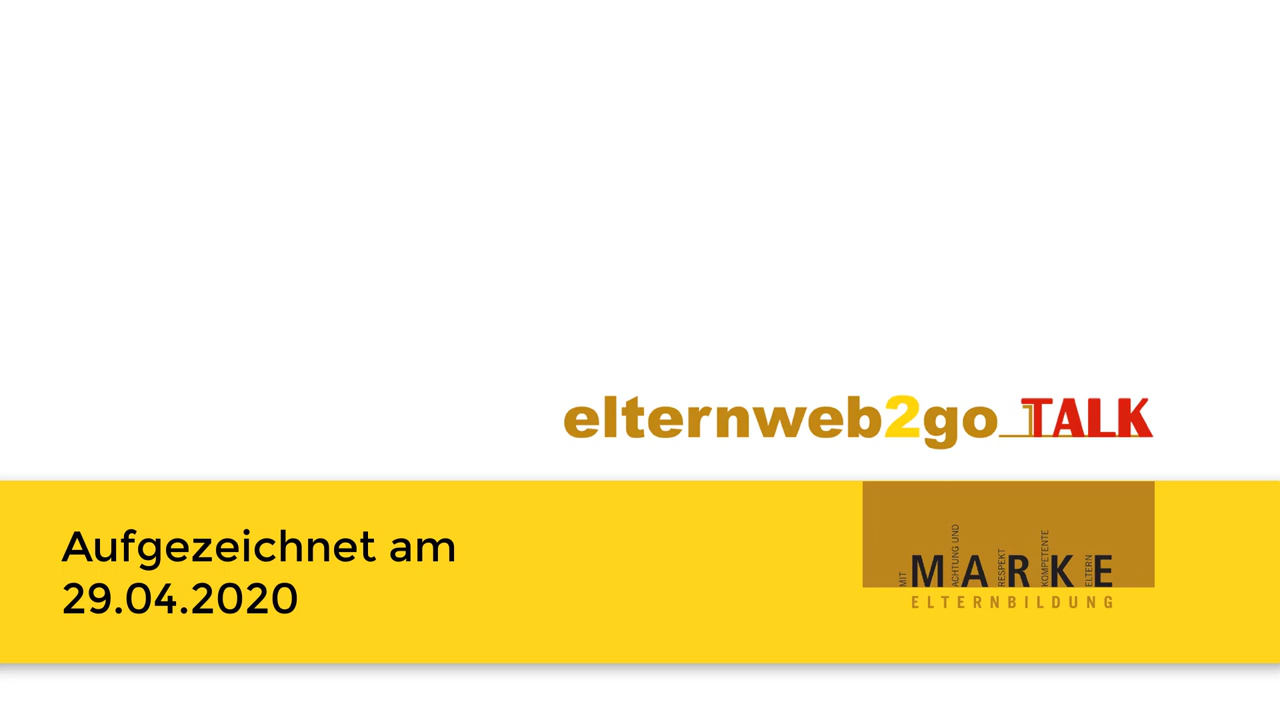 elternweb2go_TALK
Aufgezeichnet am
29.04.2020
MIT
ACHTUNG UND
RESPEKT
KOMPETENTE
ELTERN
MARKE
ELTERNBILDUNG